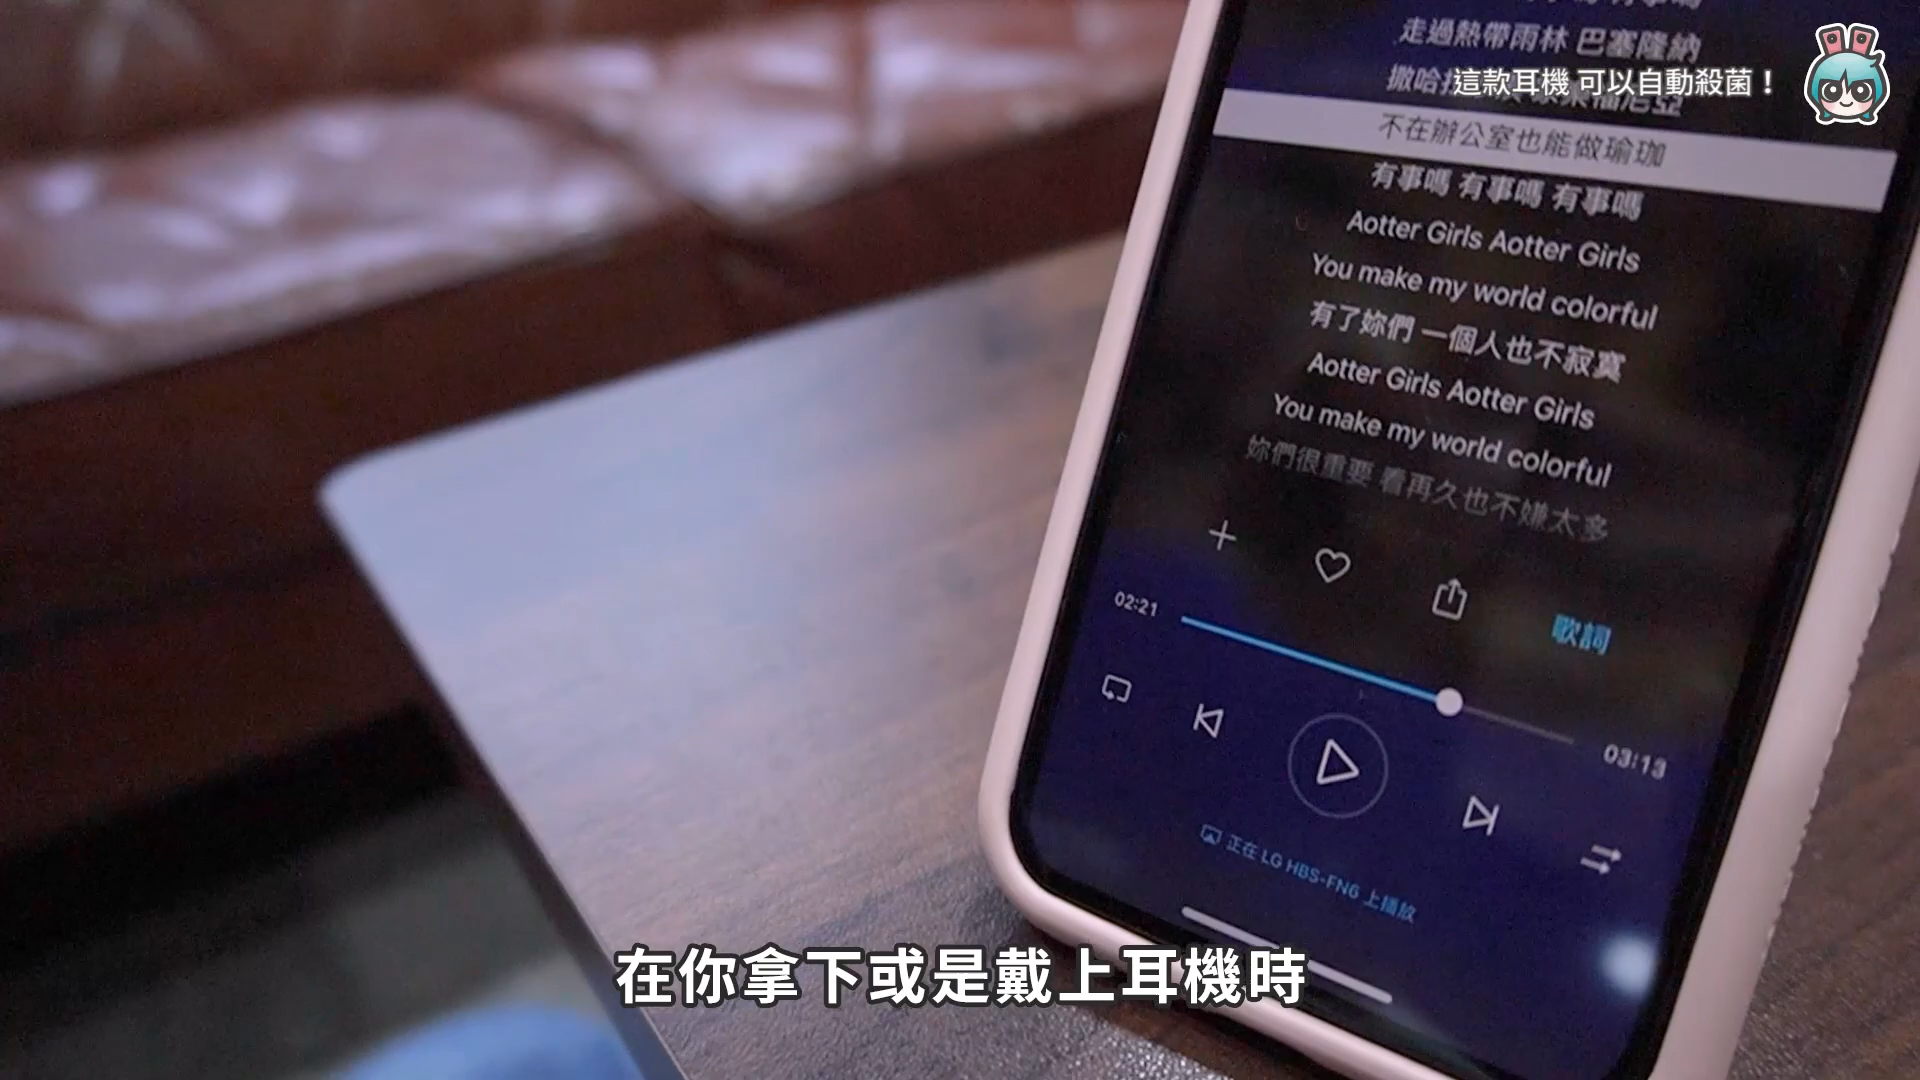 走過熱帶雨林 巴塞隆納
撒哈
這款耳機 可以自動殺菌！
不在辦公室也能做瑜珈
有事嗎 有事嗎 有事嗎
Aotter Girls Aotter Girls
You make my world colorful
有了妳們 一個人也不寂寞
Aotter Girls Aotter Girls
You make my world colorful
妳們很重要 看再久也不嫌太多
歌詞
02:21
03:13
正在 LG HBS-FN6 上播放
在你拿下或是戴上耳機時